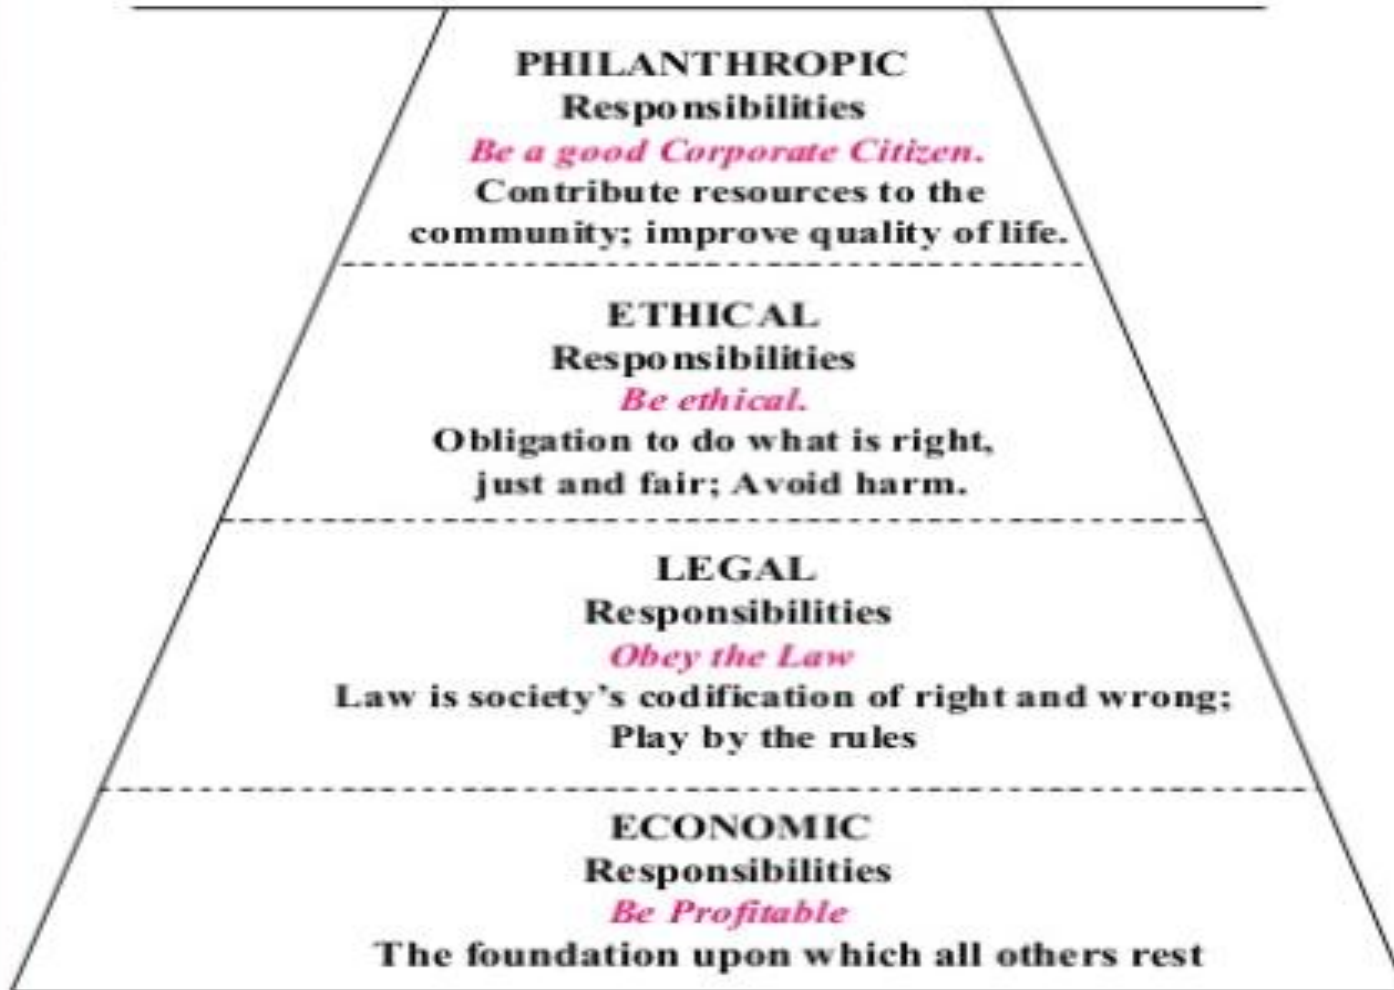 PHILANTHROPIC
Responsibilities
Be a good Corporate Citizen.
Contribute resources to the
community; improve quality of life.
ETHICAL
Responsibilities
Be ethical.
Obligation to do what is right,
just and fair; Avoid harm.
LEGAL
Responsibilities
Obey the Law
Law is society’s codification of right and wrong;
Play by the rules
ECONOMIC
Responsibilities
Be Profitable
The foundation upon which all others rest